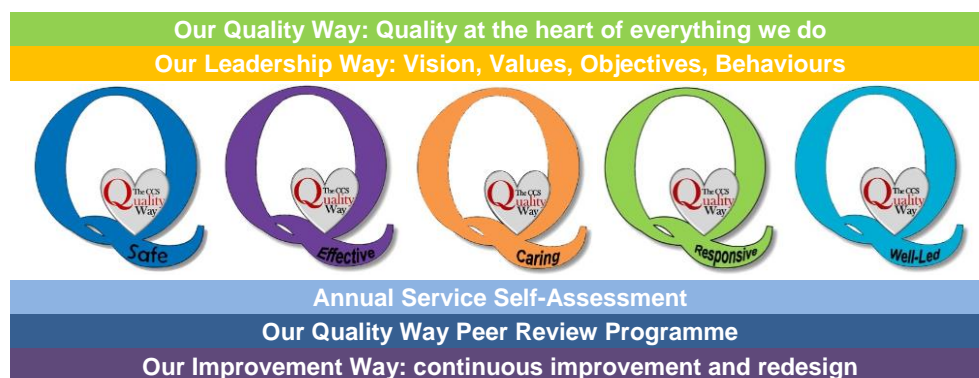 Our Quality Way: Quality at the heart of everything we do
Our Leadership Way: Vision, Values, Objectives, Behaviours
The CCS
Quality
Way
Safe
The CCS
Quality
Way
Effective
The CCS
Quality
Way
Caring
The CCS
Quality
Way
Responsive
The CCS
Quality
Way
Well-Led
Annual Service Self-Assessment
Our Quality Way Peer Review Programme
Our Improvement Way: continuous improvement and redesign